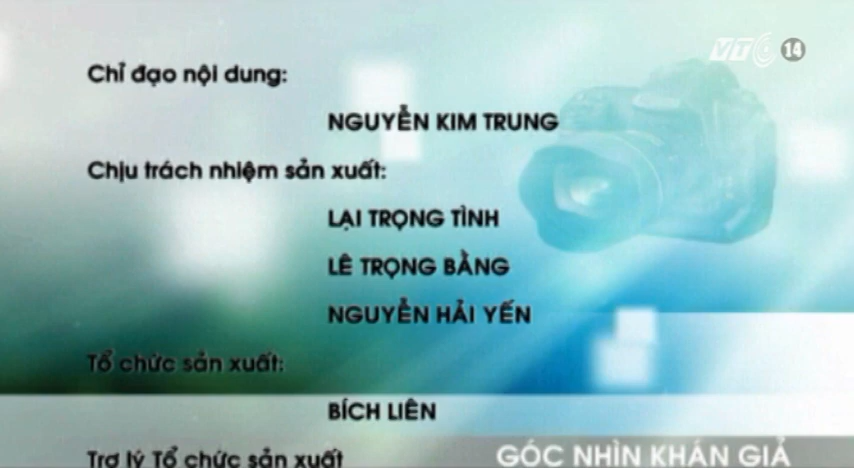 VTC 14
Chỉ đạo nội dung:
NGUYỄN KIM TRUNG
Chịu trách nhiệm sản xuất:
LẠI TRỌNG TÌNH
LÊ TRỌNG BẰNG
NGUYỄN HẢI YẾN
Tổ chức sản xuất:
BÍCH LIÊN
Trợ lý Tổ chức sản xuất
GÓC NHÌN KHÁN GIẢ